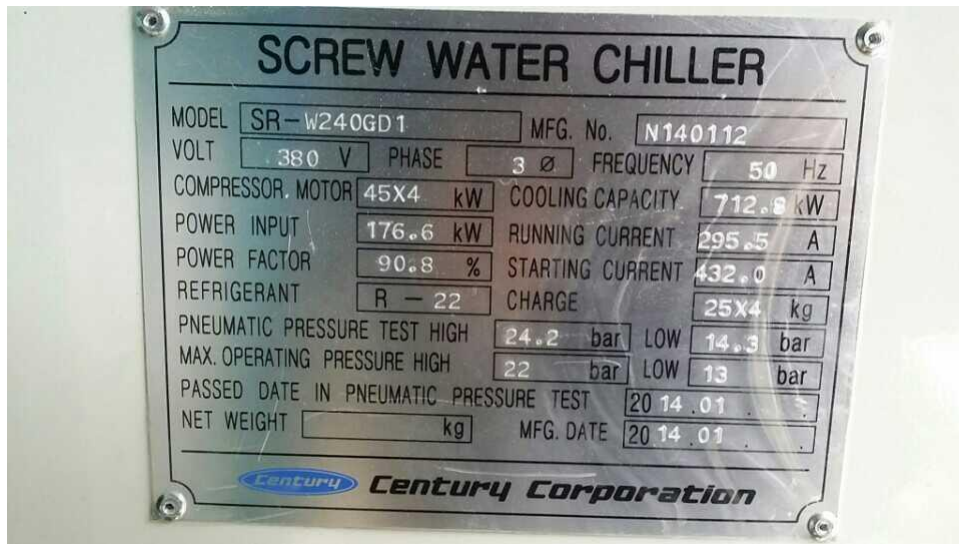 SCREW WATER CHILLER
MODEL SR-W240GD1 MFG. No. N140112
VOLT 380 V PHASE 3 Ø FREQUENCY 50 Hz
COMPRESSOR. MOTOR 45X4 kW COOLING CAPACITY. 712.8 kW
POWER INPUT 176.6 kW RUNNING CURRENT 295.5 A
POWER FACTOR 90.8 % STARTING CURRENT 432.0 A
REFRIGERANT R-22 CHARGE 25X4 kg
PNEUMATIC PRESSURE TEST HIGH 24.2 bar LOW 14.3 bar
MAX. OPERATING PRESSURE HIGH 22 bar LOW 13 bar
PASSED DATE IN PNEUMATIC PRESSURE TEST 20 14 .01 .
NET WEIGHT kg MFG. DATE 20 14 .01 .
Century Century Corporation